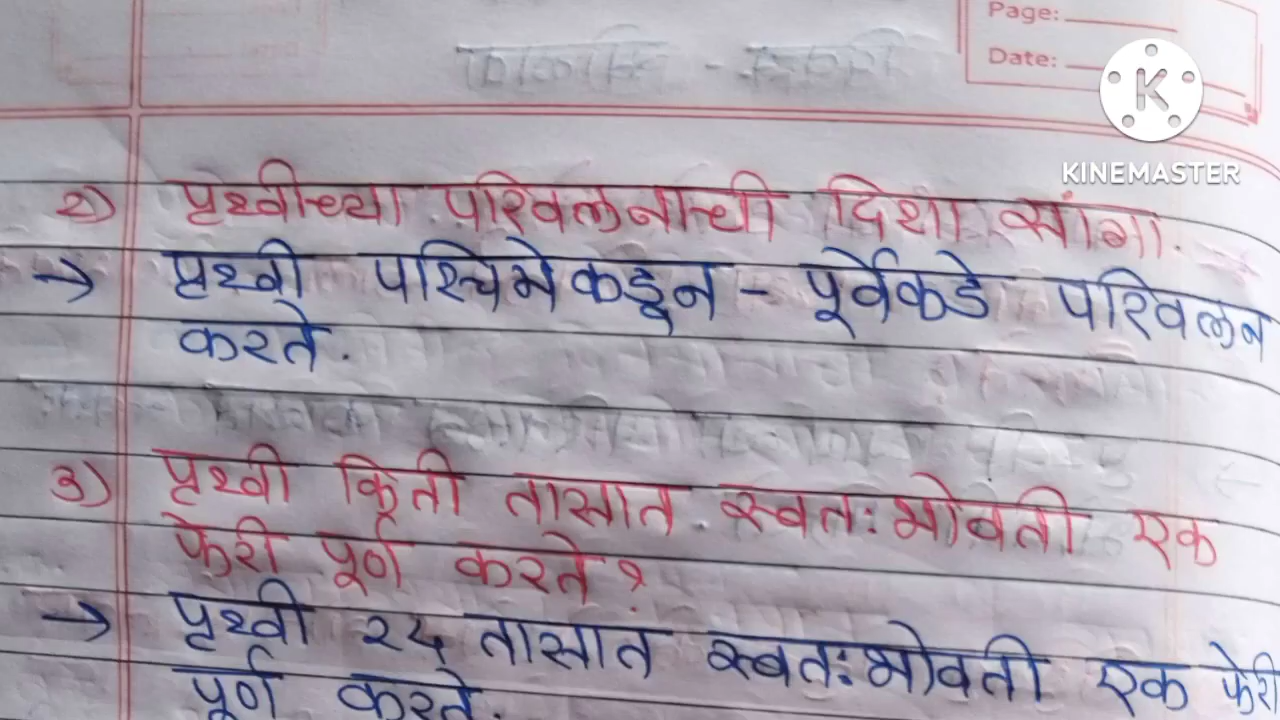 Page:
Date:
KINEMASTER
२) पृथ्वीच्या परिवलनाची दिशा सांगा.
→ पृथ्वी पश्चिमेकडून - पूर्वेकडे परिवलन
करते.
३) पृथ्वी किती तासात स्वतःभोवती एक
फेरी पूर्ण करते?
→ पृथ्वी २४ तासात स्वतःभोवती एक फेरी
पूर्ण करते.